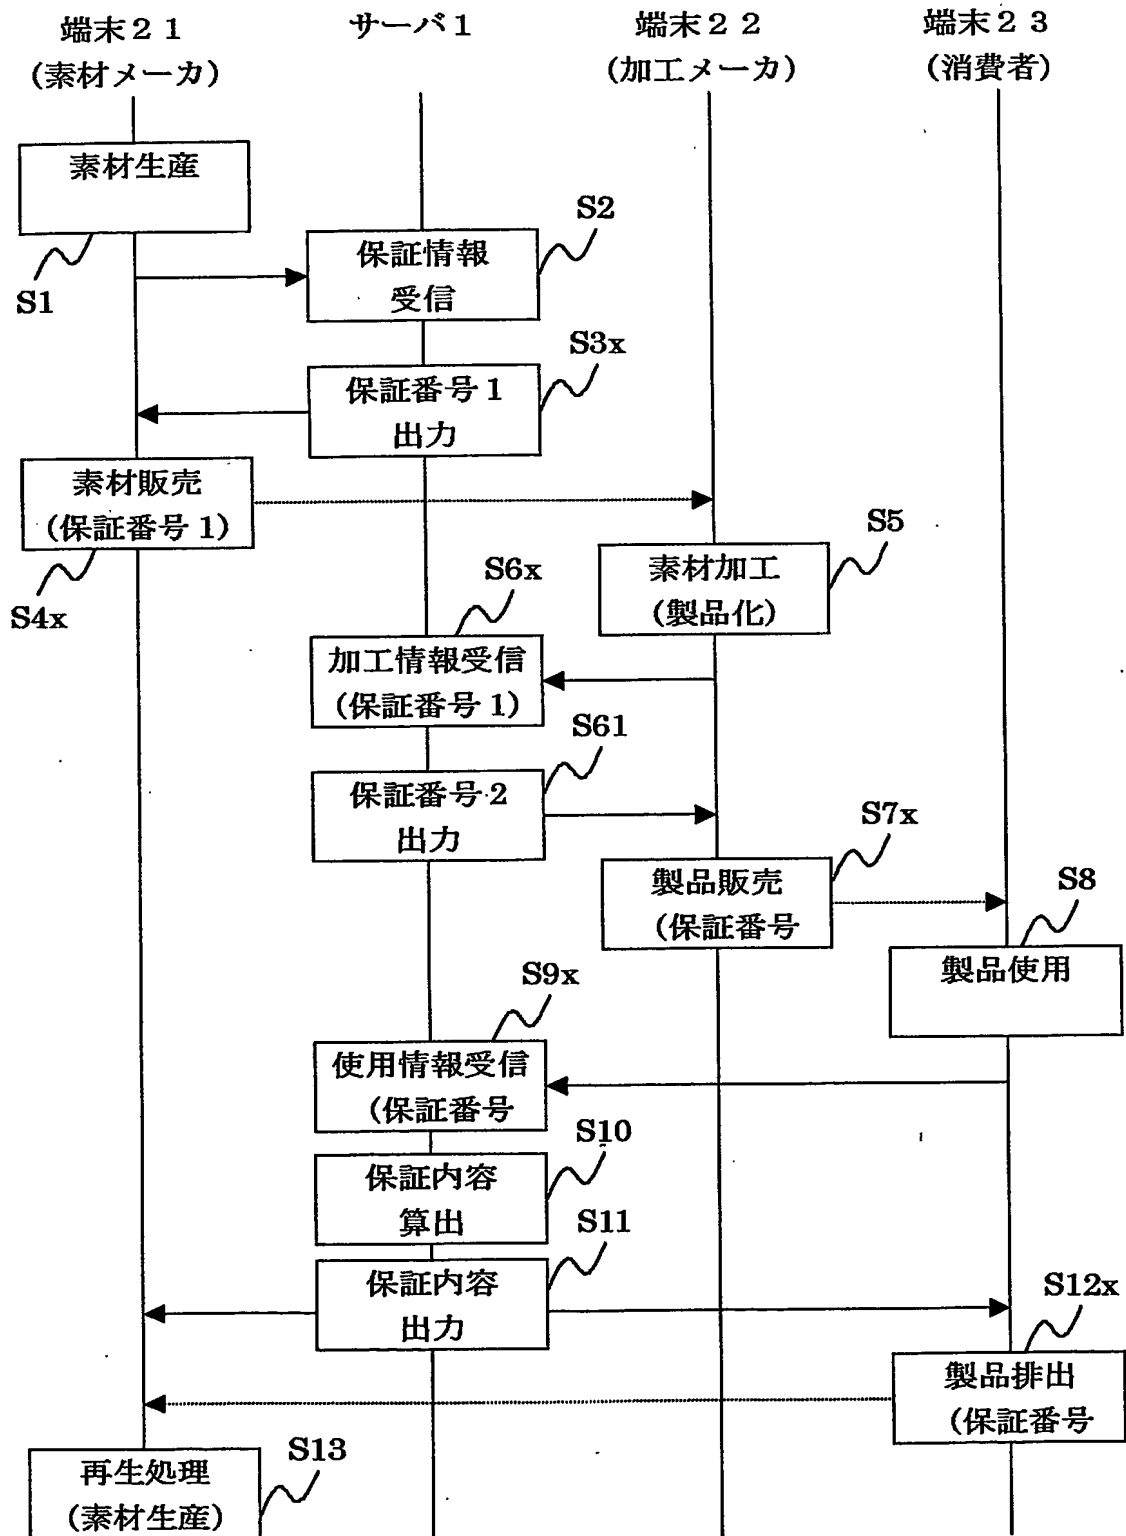 端末２１
(素材メーカ)
サーバ１
端末２２
(加工メーカ)
端末２３
(消費者)
素材生産
S1
S2
保証情報
受信
S3x
保証番号１
出力
素材販売
(保証番号１)
S4x
S5
素材加工
(製品化)
S6x
加工情報受信
(保証番号１)
S61
保証番号２
出力
S7x
製品販売
(保証番号
S8
製品使用
S9x
使用情報受信
(保証番号
S10
保証内容
算出
S11
保証内容
出力
S12x
製品排出
(保証番号
S13
再生処理
(素材生産)